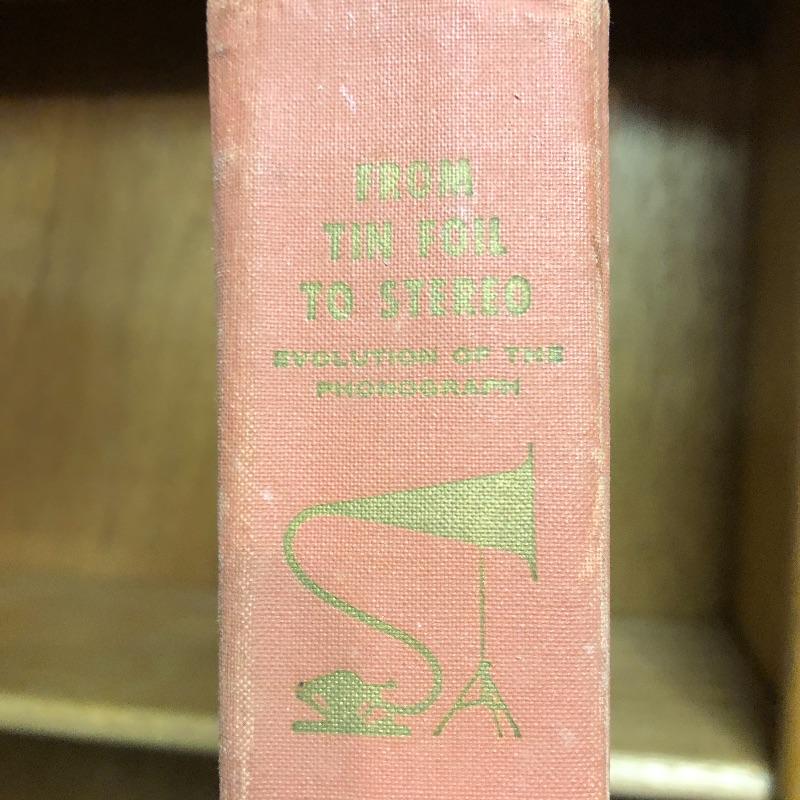 FROM
TIN FOIL
TO STEREO
EVOLUTION OF THE
PHONOGRAPH